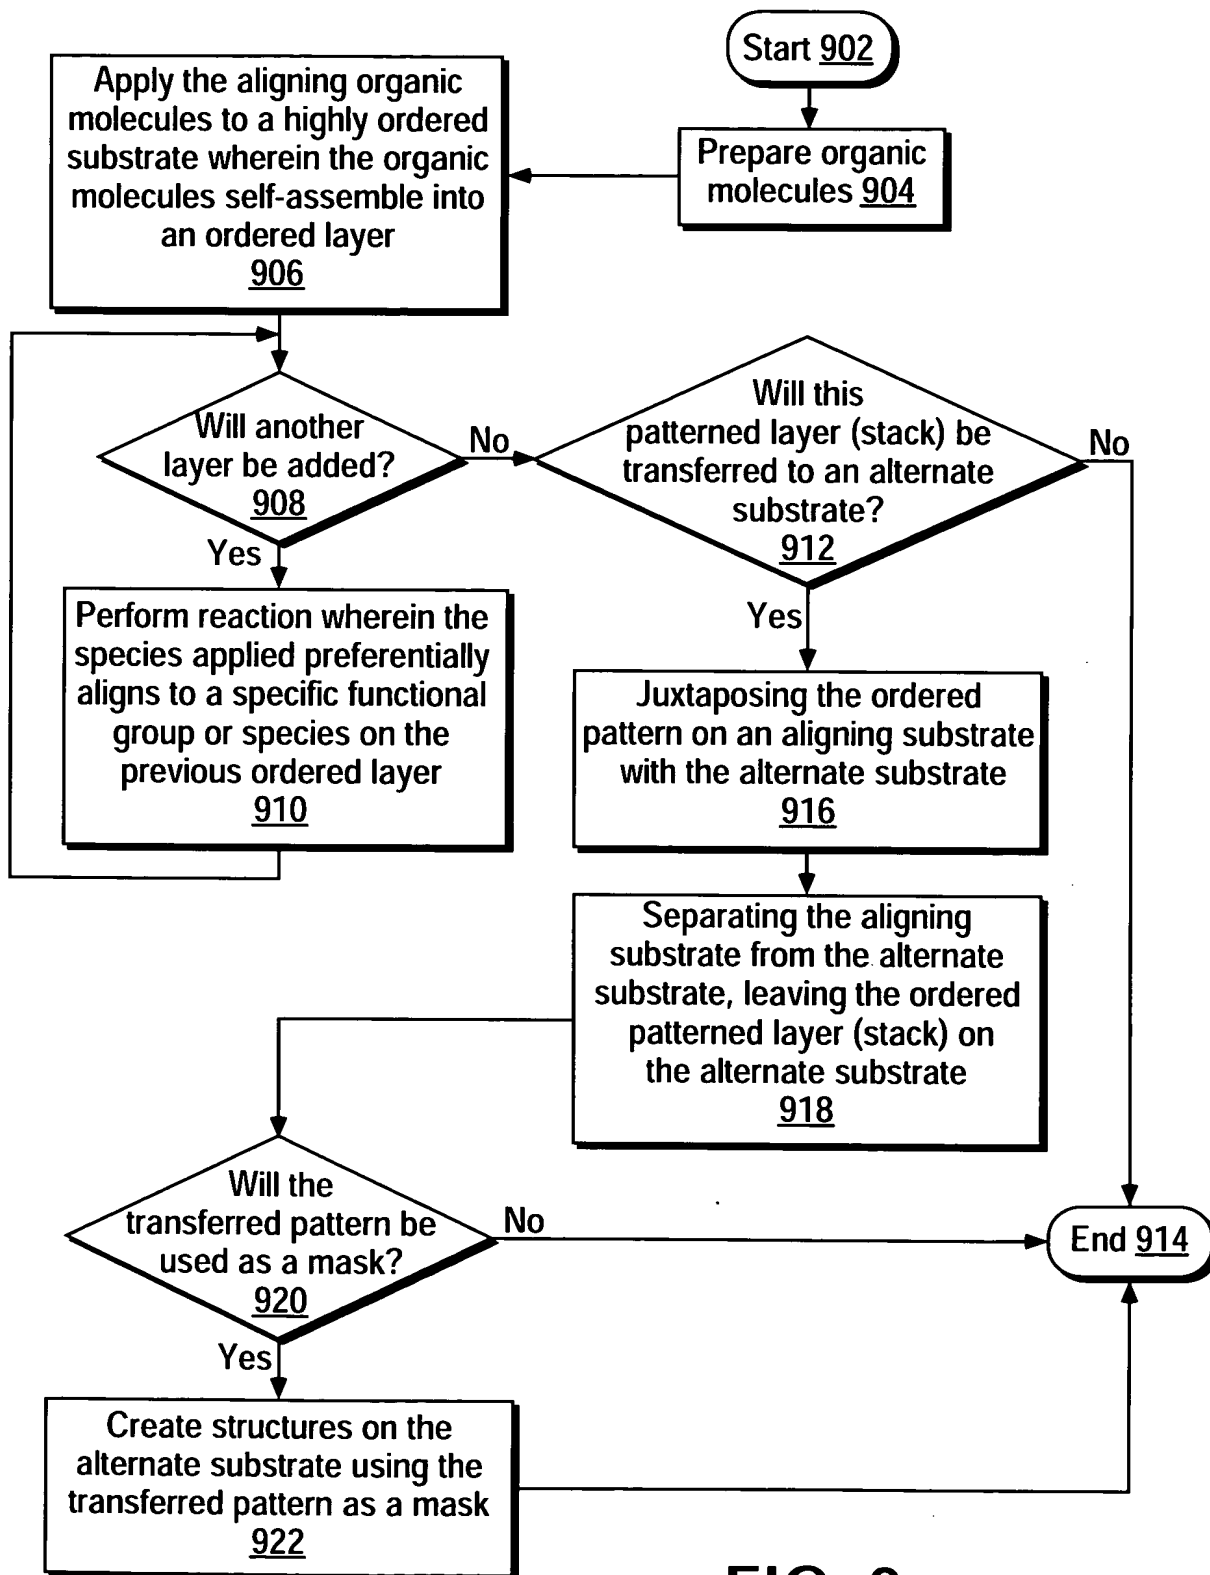 Start 902
Prepare organic
molecules 904
Apply the aligning organic
molecules to a highly ordered
substrate wherein the organic
molecules self-assemble into
an ordered layer
906
Will another
layer be added?
908
No
Yes
Perform reaction wherein the
species applied preferentially
aligns to a specific functional
group or species on the
previous ordered layer
910
Will this
patterned layer (stack) be
transferred to an alternate
substrate?
912
No
Yes
Juxtaposing the ordered
pattern on an aligning substrate
with the alternate substrate
916
Separating the aligning
substrate from the alternate
substrate, leaving the ordered
patterned layer (stack) on
the alternate substrate
918
Will the
transferred pattern be
used as a mask?
920
No
Yes
End 914
Create structures on the
alternate substrate using the
transferred pattern as a mask
922
FIG.